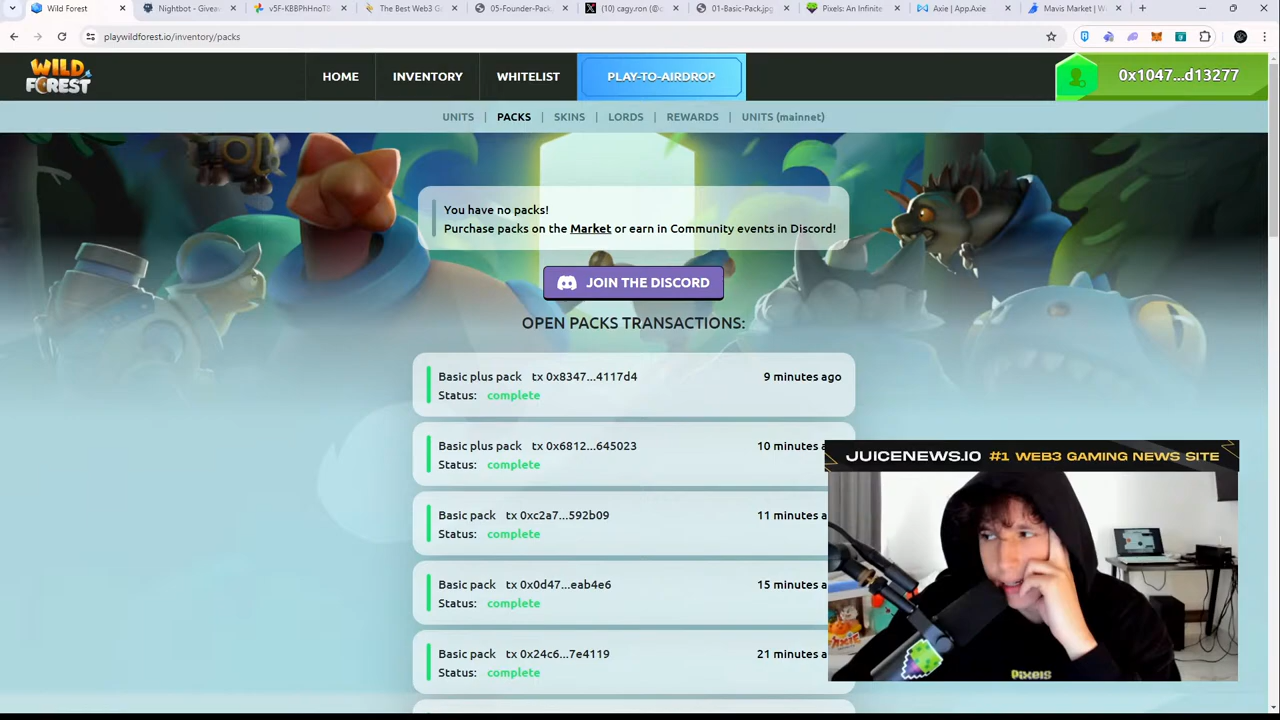 Wild Forest
Nightbot - Giveaw
v5F-KBBPhHnoTB
The Best Web3 G
05-Founder-Pack.
(10) cagy.ron (@c
01-Basic-Pack.jpg
Pixels: An Infinite
Axie | App.Axie
Mavis Market | W
playwildforest.io/inventory/packs
WILD
FOREST
HOME
INVENTORY
WHITELIST
PLAY-TO-AIRDROP
0x1047...d13277
UNITS | PACKS | SKINS | LORDS | REWARDS | UNITS (mainnet)
You have no packs!
Purchase packs on the Market or earn in Community events in Discord!
JOIN THE DISCORD
OPEN PACKS TRANSACTIONS:
Basic plus pack tx 0x8347...4117d4 9 minutes ago
Status: complete
Basic plus pack tx 0x6812...645023 10 minutes a
Status: complete
Basic pack tx 0xc2a7...592b09 11 minutes a
Status: complete
Basic pack tx 0x0d47...eab4e6 15 minutes a
Status: complete
Basic pack tx 0x24c6...7e4119 21 minutes a
Status: complete
JUICENEWS.IO #1 WEB3 GAMING NEWS SITE
AXIE
PIXELS